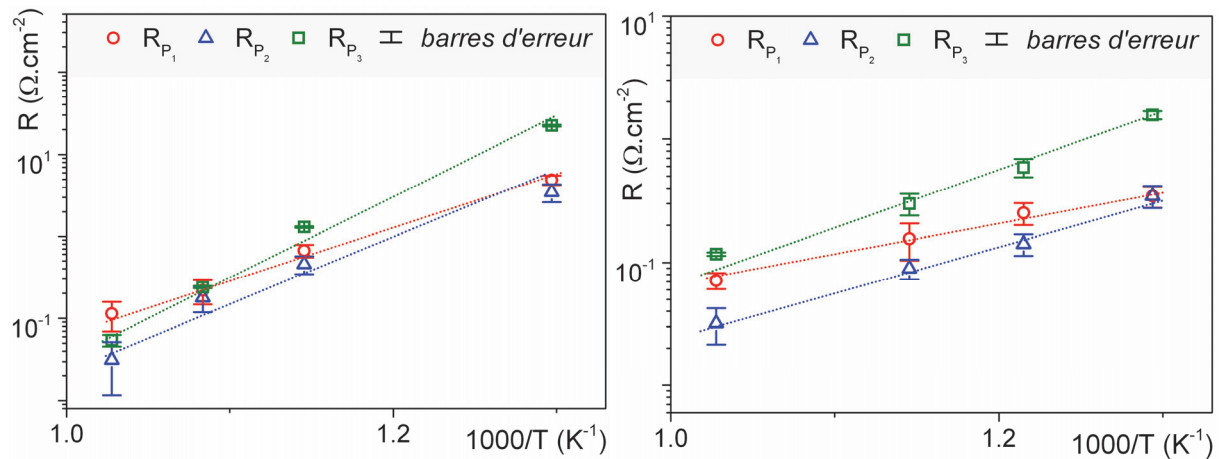 R_P₁ R_P₂ R_P₃ barres d'erreur
R (Ω.cm⁻²)
10¹
10⁻¹
1.0 1.2 1000/T (K⁻¹)
10¹
R_P₁ R_P₂ R_P₃ barres d'erreur
R (Ω.cm⁻²)
10⁻¹
1.0 1.2 1000/T (K⁻¹)